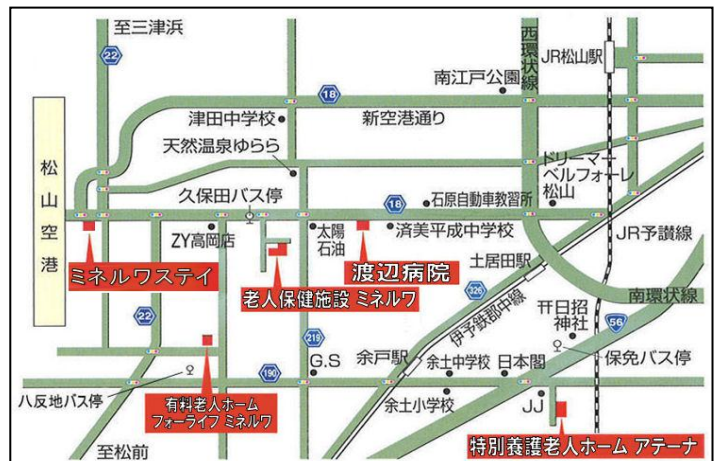 至三津浜
22
西環状線
JR松山駅
南江戸公園
18
津田中学校
新空港通り
天然温泉ゆらら
ドリーマー
ベルフォーレ
松山
松山空港
久保田バス停
18
石原自動車教習所
ZY高岡店
太陽
石油
済美平成中学校
JR予讃線
ミネルワステイ
老人保健施設 ミネルワ
渡辺病院
土居田駅
326
伊予鉄郡中線
南環状線
22
219
日招
神社
56
G.S
余戸駅
余土中学校
日本閣
保免バス停
190
八反地バス停
有料老人ホーム
フォーライフ ミネルワ
余土小学校
JJ
至松前
特別養護老人ホーム アテーナ